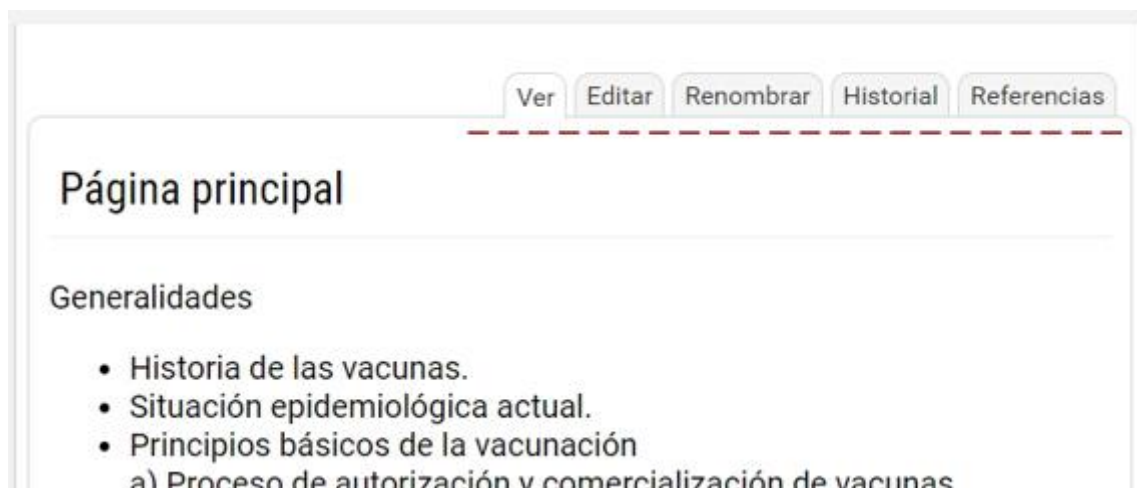 Ver Editar Renombrar Historial Referencias
Página principal
Generalidades
• Historia de las vacunas.
• Situación epidemiológica actual.
• Principios básicos de la vacunación
a) Proceso de autorización y comercialización de vacunas